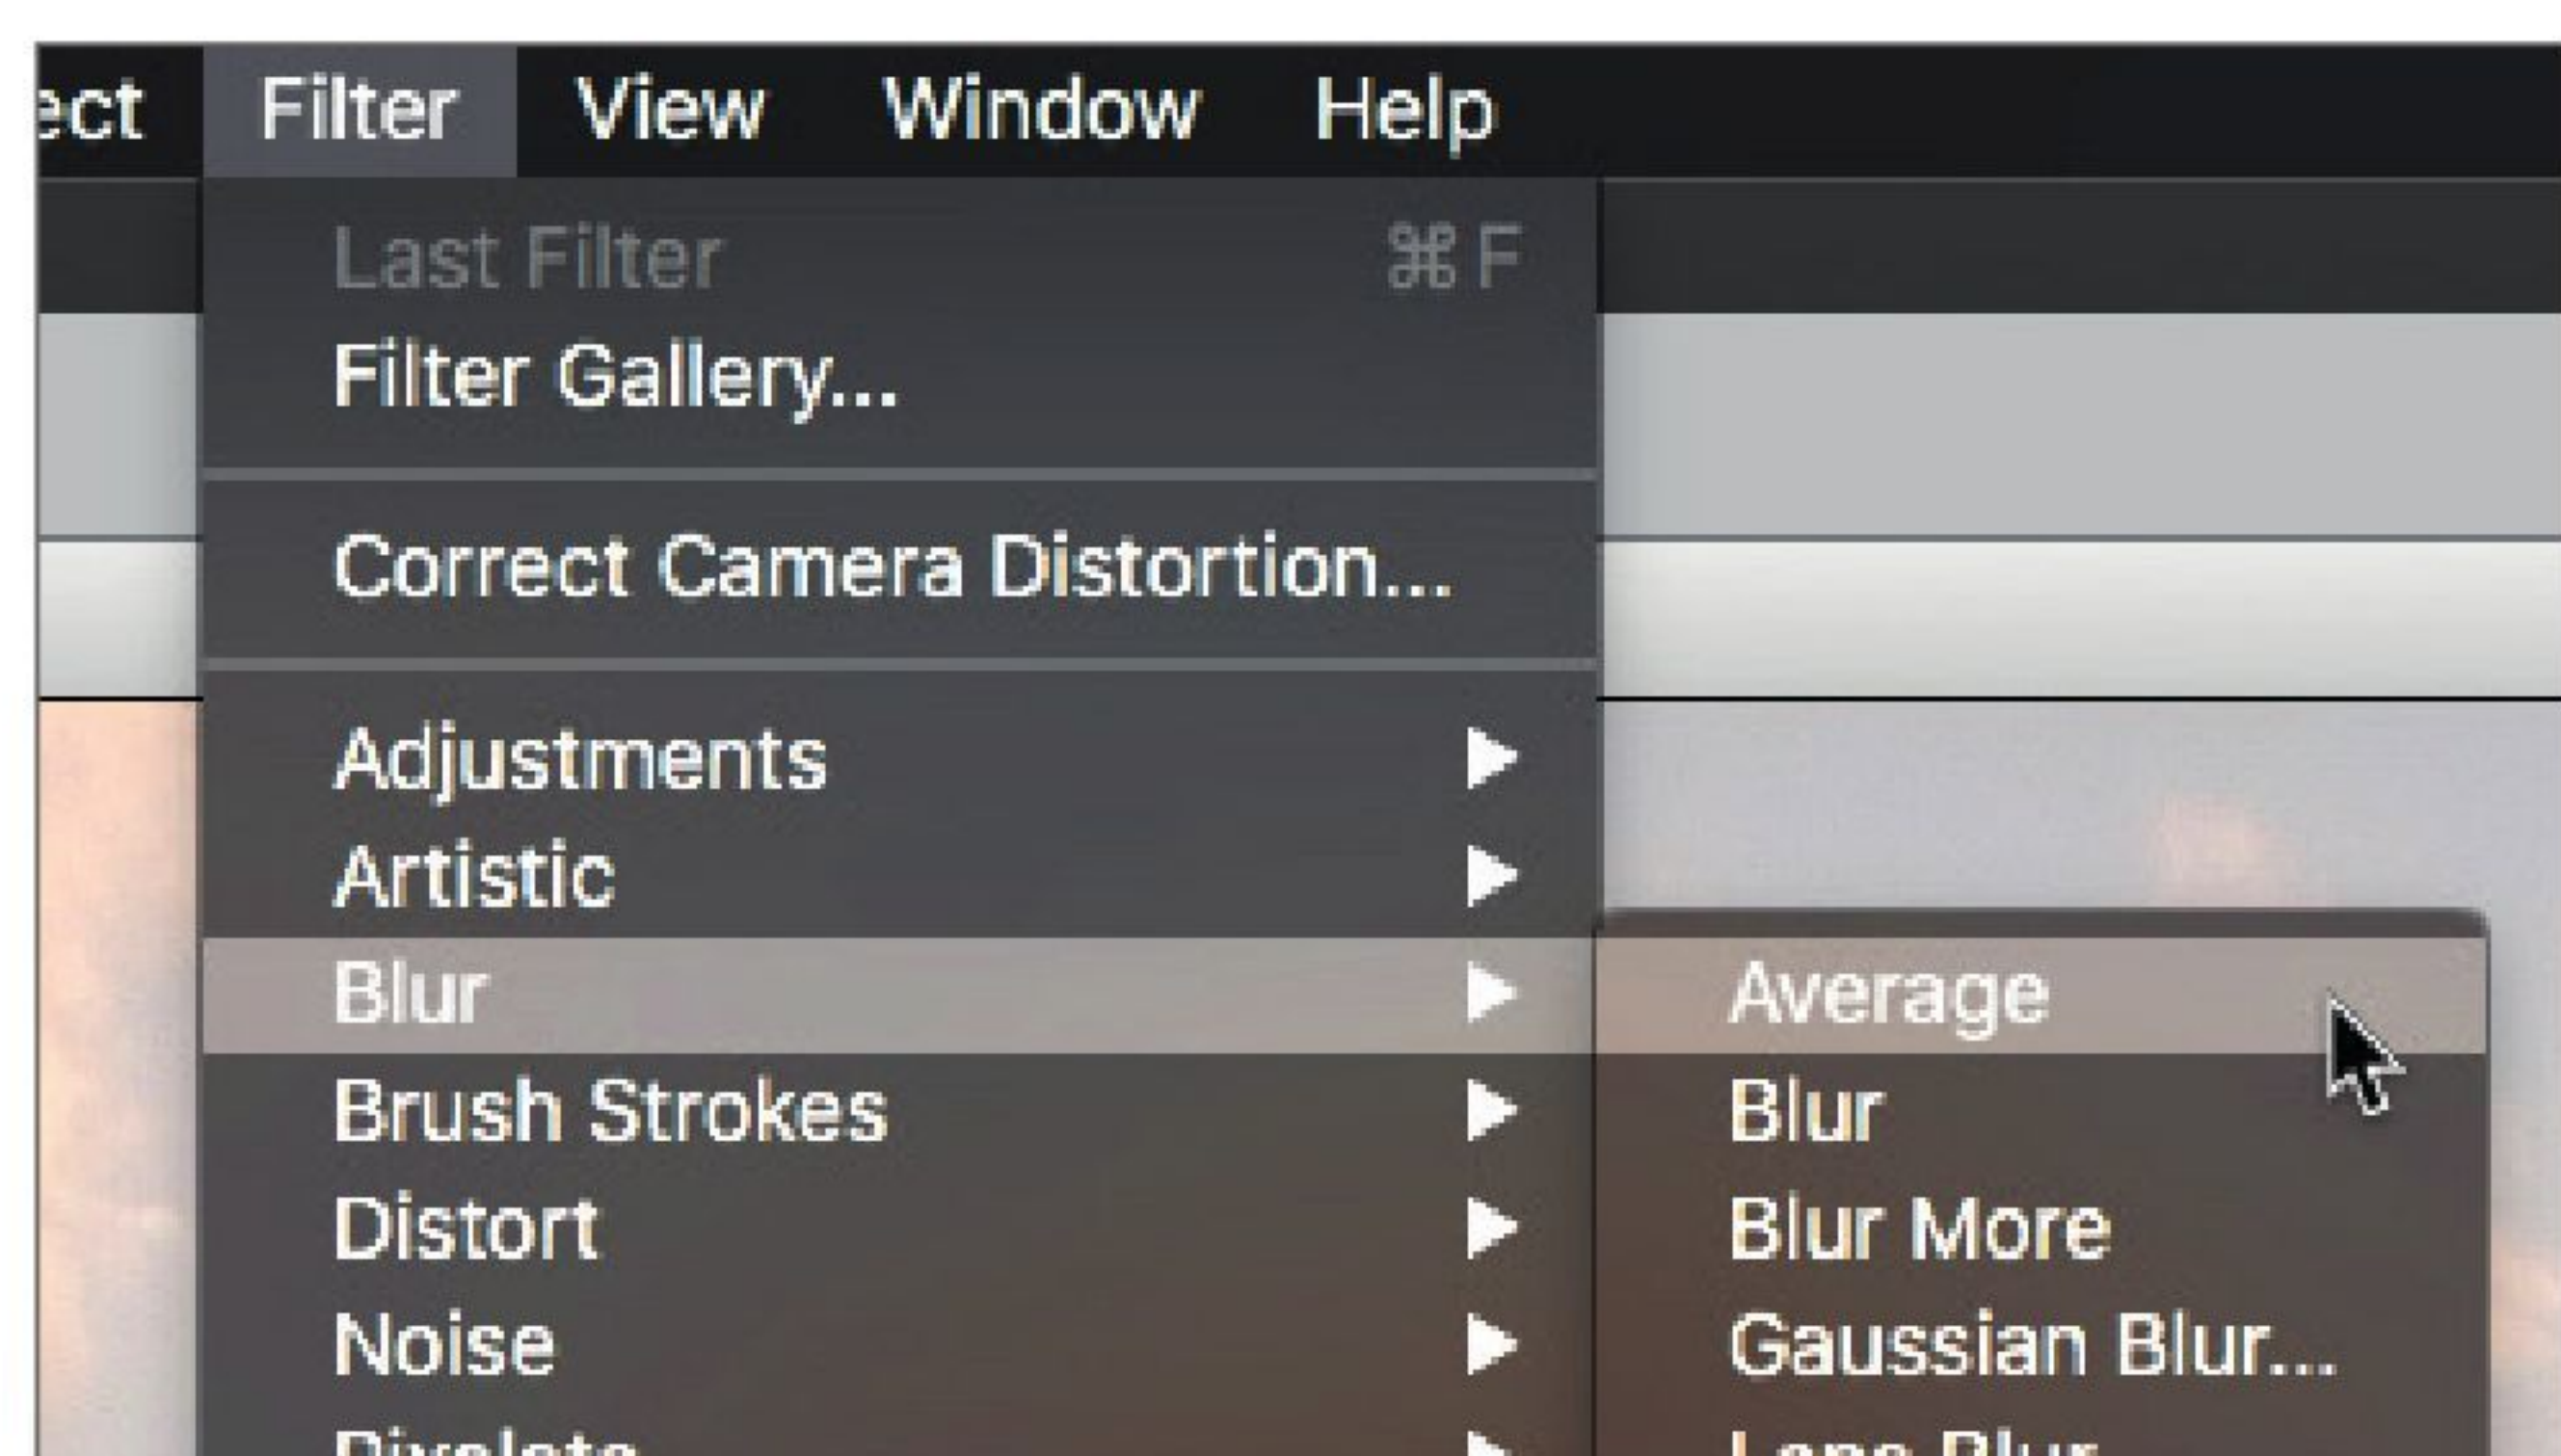 ect Filter View Window Help
Last Filter ⌘F
Filter Gallery...
Correct Camera Distortion...
Adjustments
Artistic
Blur
Brush Strokes
Distort
Noise
Average
Blur
Blur More
Gaussian Blur...